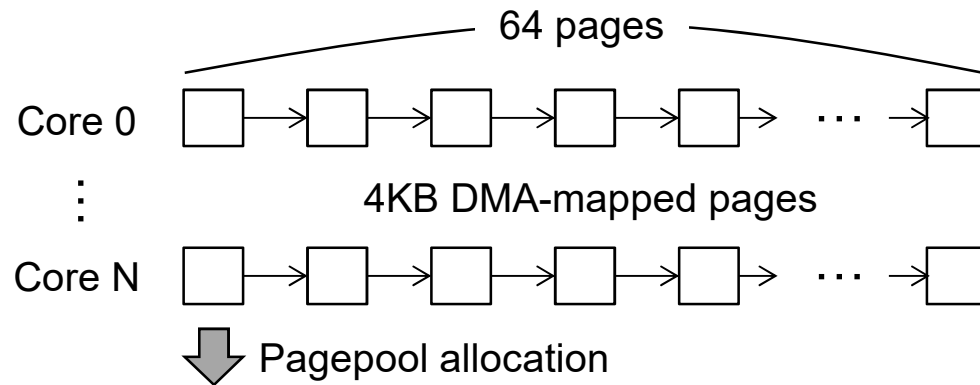 64 pages
Core 0
...
⋮
4KB DMA-mapped pages
Core N
...
Pagepool allocation